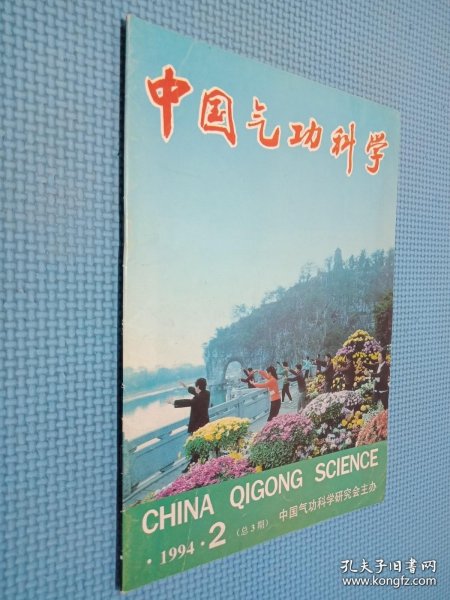 中国气功科学
CHINA QIGONG SCIENCE
·1994·2（总3期） 中国气功科学研究会主办
孔夫子旧书网
www.kongfz.com